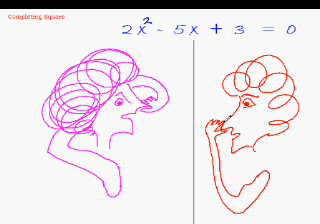 Completing Square
2x² - 5x + 3 = 0